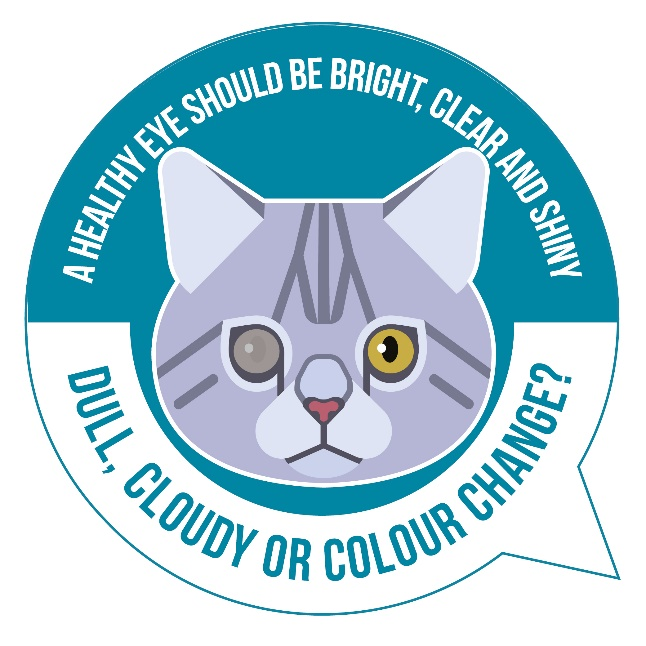 A HEALTHY EYE SHOULD BE BRIGHT, CLEAR AND SHINY
DULL, CLOUDY OR COLOUR CHANGE?